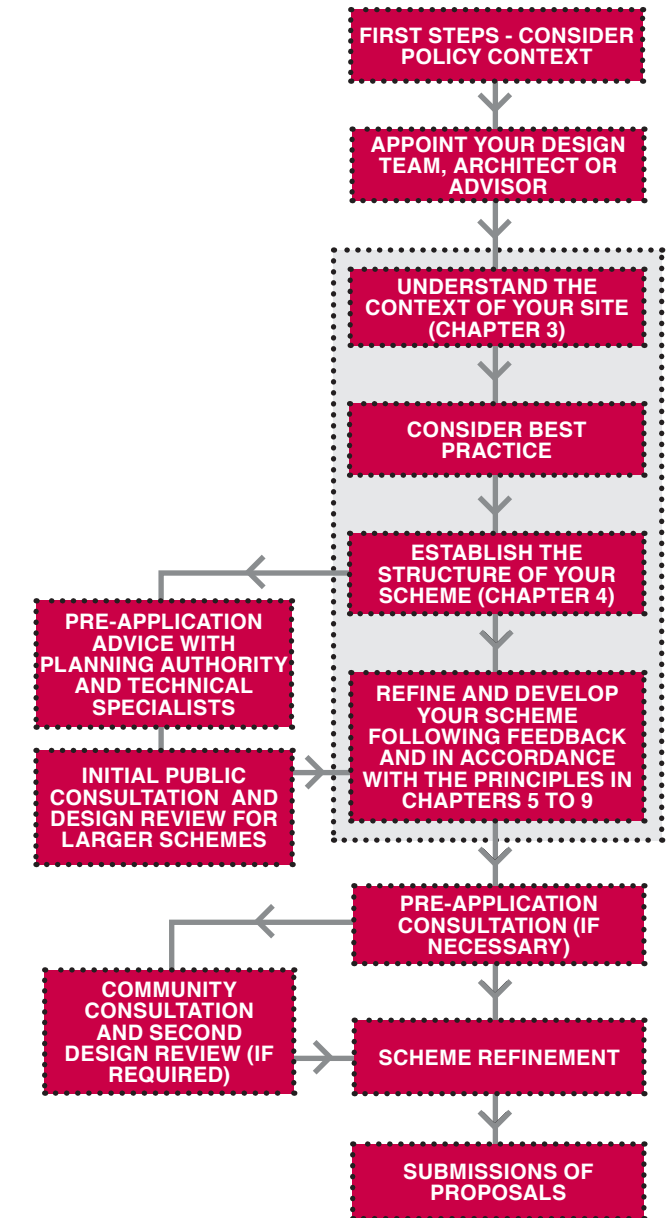 FIRST STEPS - CONSIDER
POLICY CONTEXT
APPOINT YOUR DESIGN
TEAM, ARCHITECT OR
ADVISOR
UNDERSTAND THE
CONTEXT OF YOUR SITE
(CHAPTER 3)
CONSIDER BEST
PRACTICE
ESTABLISH THE
STRUCTURE OF YOUR
SCHEME (CHAPTER 4)
PRE-APPLICATION
ADVICE WITH
PLANNING AUTHORITY
AND TECHNICAL
SPECIALISTS
INITIAL PUBLIC
CONSULTATION AND
DESIGN REVIEW FOR
LARGER SCHEMES
REFINE AND DEVELOP
YOUR SCHEME
FOLLOWING FEEDBACK
AND IN ACCORDANCE
WITH THE PRINCIPLES IN
CHAPTERS 5 TO 9
PRE-APPLICATION
CONSULTATION (IF
NECESSARY)
COMMUNITY
CONSULTATION
AND SECOND
DESIGN REVIEW (IF
REQUIRED)
SCHEME REFINEMENT
SUBMISSIONS OF
PROPOSALS